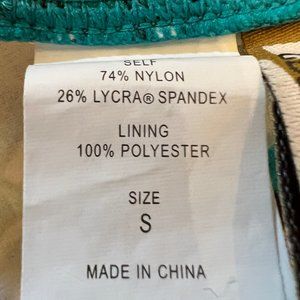 SELF
74% NYLON
26% LYCRA® SPANDEX
LINING
100% POLYESTER
SIZE
S
MADE IN CHINA